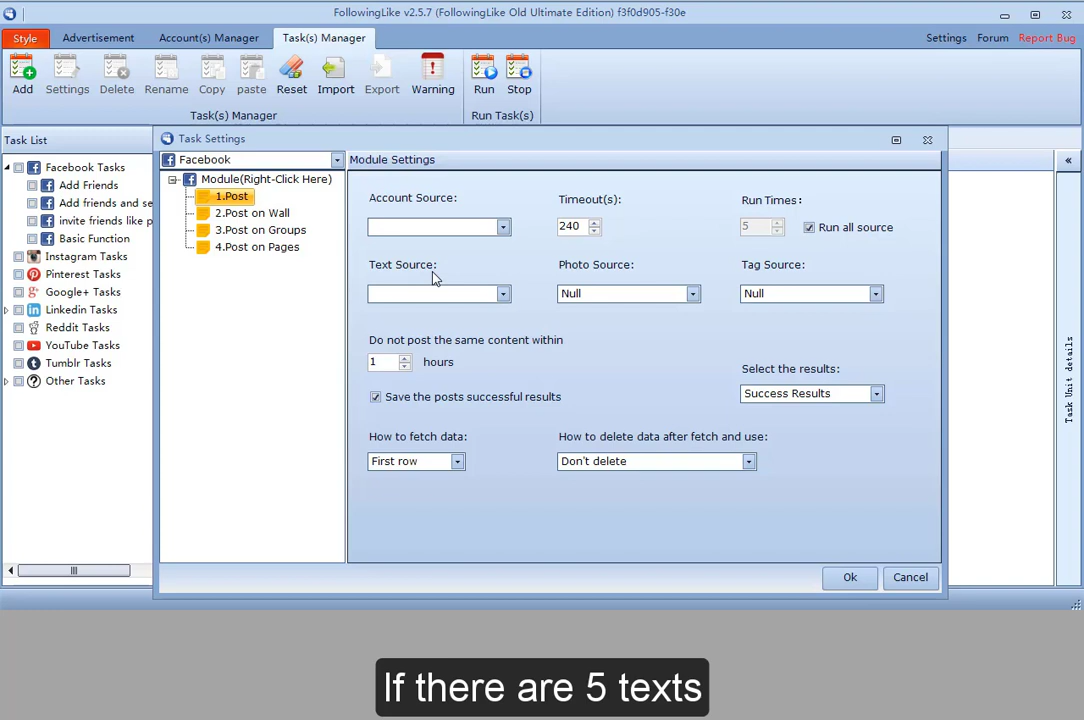 FollowingLike v2.5.7 (FollowingLike Old Ultimate Edition) f3f0d905-f30e
Style
Advertisement
Account(s) Manager
Task(s) Manager
Settings
Forum
Report Bug
Add
Settings
Delete
Rename
Copy
paste
Reset
Import
Export
Warning
Run
Stop
Task(s) Manager
Run Task(s)
Task List
Facebook Tasks
Add Friends
Add friends and se
invite friends like p
Basic Function
Instagram Tasks
Pinterest Tasks
Google+ Tasks
Linkedin Tasks
Reddit Tasks
YouTube Tasks
Tumblr Tasks
Other Tasks
Task Settings
Facebook
Module(Right-Click Here)
1.Post
2.Post on Wall
3.Post on Groups
4.Post on Pages
Module Settings
Account Source:
Timeout(s):
240
Run Times:
5
Run all source
Text Source:
Photo Source:
Null
Tag Source:
Null
Do not post the same content within
1
hours
Save the posts successful results
Select the results:
Success Results
How to fetch data:
First row
How to delete data after fetch and use:
Don't delete
Ok
Cancel
Task Unit details
If there are 5 texts